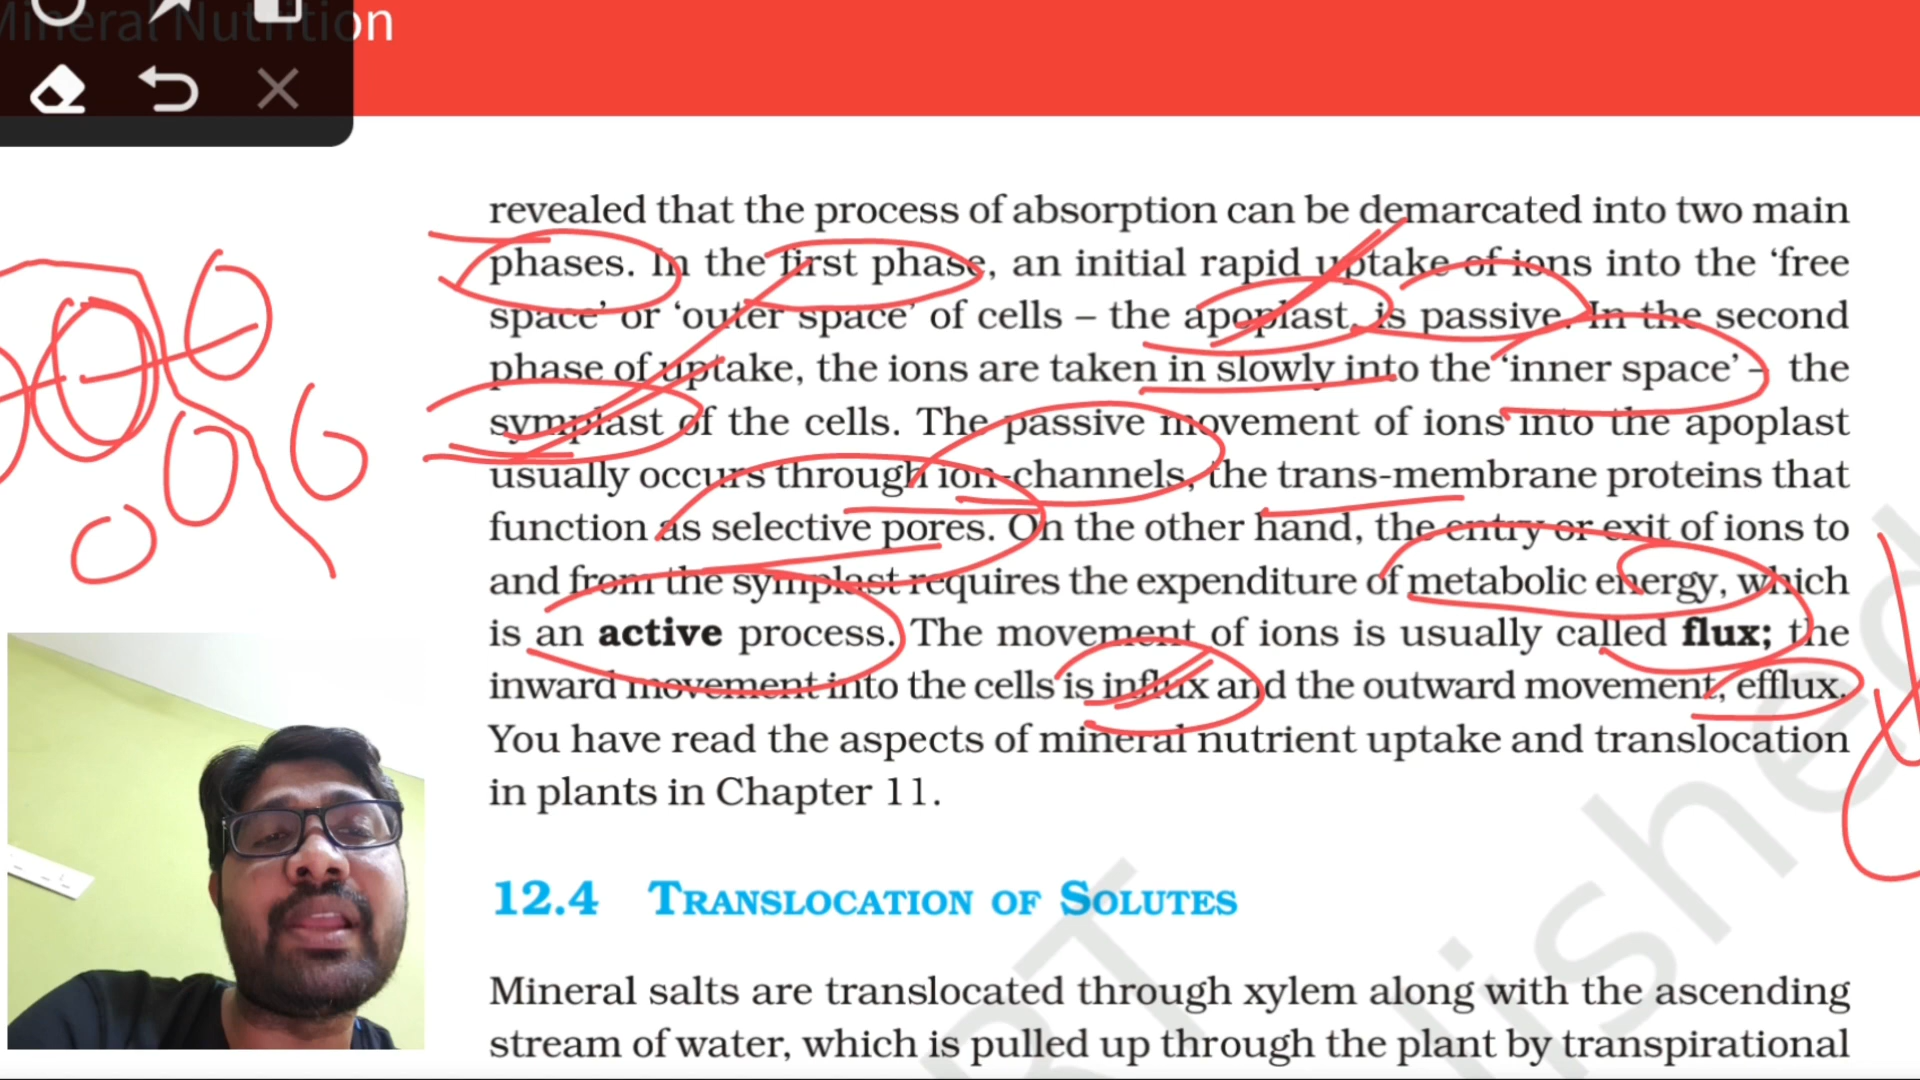 Mineral Nutrition
revealed that the process of absorption can be demarcated into two main
phases. In the first phase, an initial rapid uptake of ions into the ‘free
space’ or ‘outer space’ of cells – the apoplast, is passive. In the second
phase of uptake, the ions are taken in slowly into the ‘inner space’ – the
symplast of the cells. The passive movement of ions into the apoplast
usually occurs through ion-channels, the trans-membrane proteins that
function as selective pores. On the other hand, the entry or exit of ions to
and from the symplast requires the expenditure of metabolic energy, which
is an active process. The movement of ions is usually called flux; the
inward movement into the cells is influx and the outward movement, efflux.
You have read the aspects of mineral nutrient uptake and translocation
in plants in Chapter 11.
12.4 TRANSLOCATION OF SOLUTES
Mineral salts are translocated through xylem along with the ascending
stream of water, which is pulled up through the plant by transpirational